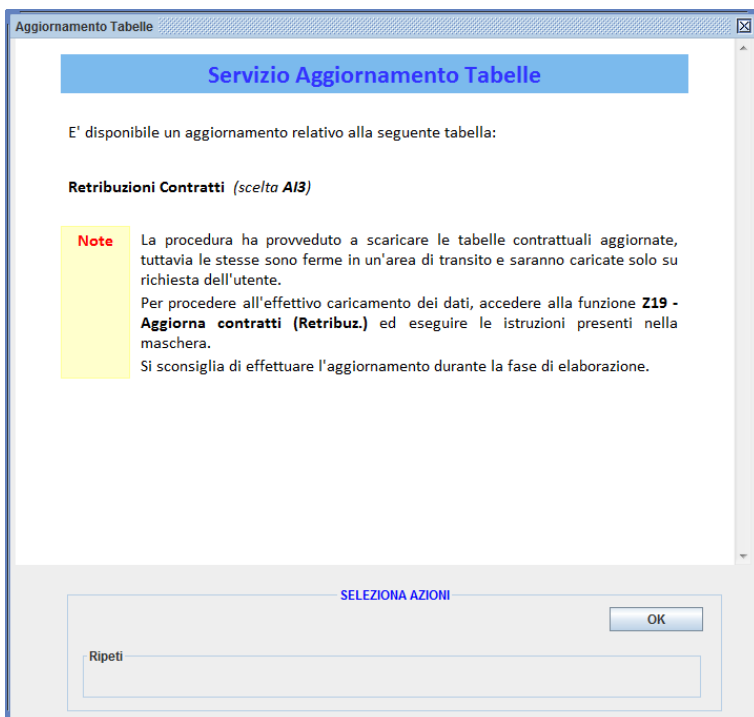 Aggiornamento Tabelle
Servizio Aggiornamento Tabelle
E' disponibile un aggiornamento relativo alla seguente tabella:
Retribuzioni Contratti (scelta AI3)
Note
La procedura ha provveduto a scaricare le tabelle contrattuali aggiornate,
tuttavia le stesse sono ferme in un'area di transito e saranno caricate solo su
richiesta dell'utente.
Per procedere all'effettivo caricamento dei dati, accedere alla funzione Z19 -
Aggiorna contratti (Retribuz.) ed eseguire le istruzioni presenti nella
maschera.
Si sconsiglia di effettuare l'aggiornamento durante la fase di elaborazione.
SELEZIONA AZIONI
OK
Ripeti